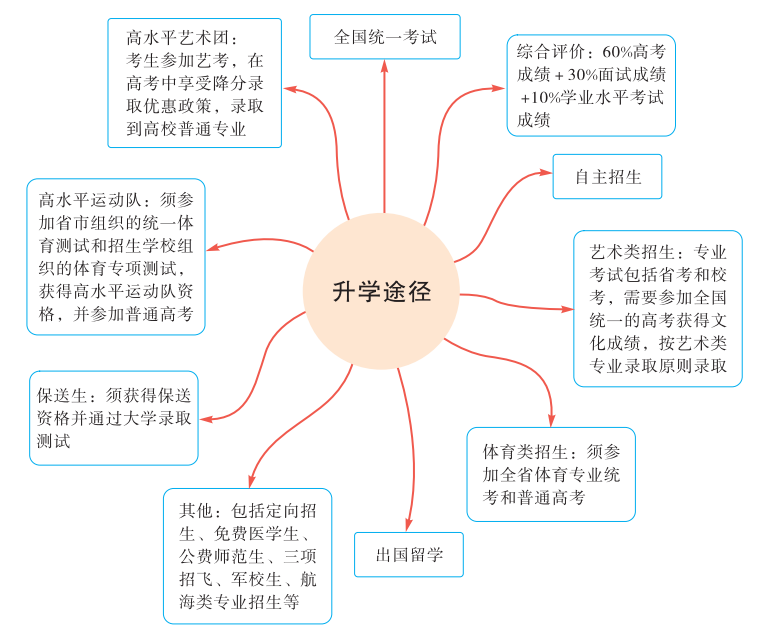 高水平艺术团：
考生参加艺考，在
高考中享受降分录
取优惠政策，录取
到高校普通专业
全国统一考试
综合评价：60%高考
成绩＋30%面试成绩
+10%学业水平考试
成绩
自主招生
高水平运动队：须参
加省市组织的统一体
育测试和招生学校组
织的体育专项测试，
获得高水平运动队资
格，并参加普通高考
升学途径
艺术类招生：专业
考试包括省考和校
考，需要参加全国
统一的高考获得文
化成绩，按艺术类
专业录取原则录取
保送生：须获得保送
资格并通过大学录取
测试
体育类招生：须参
加全省体育专业统
考和普通高考
其他：包括定向招
生、免费医学生、
公费师范生、三项
招飞、军校生、航
海类专业招生等
出国留学